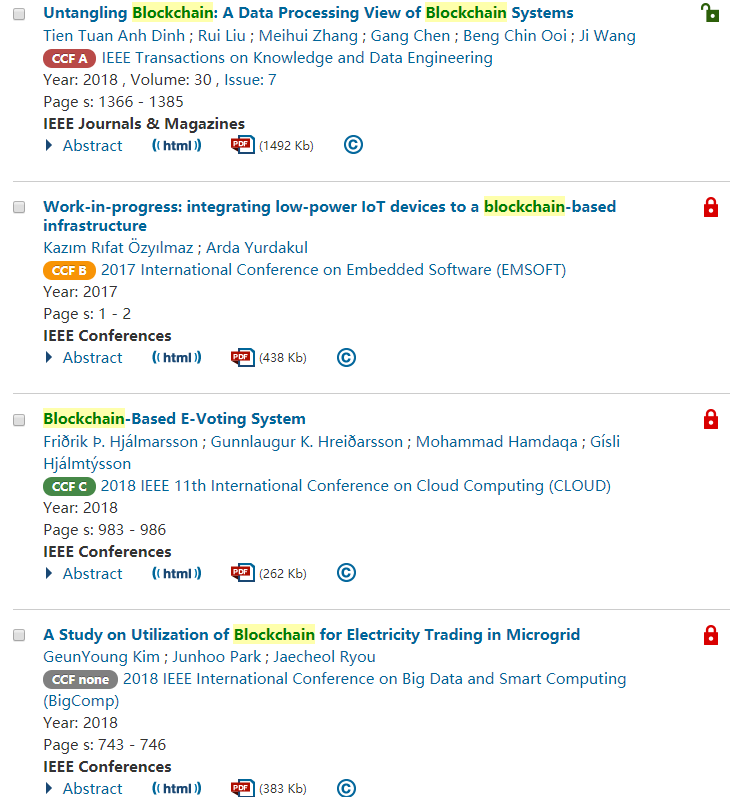 Untangling Blockchain: A Data Processing View of Blockchain Systems
Tien Tuan Anh Dinh ; Rui Liu ; Meihui Zhang ; Gang Chen ; Beng Chin Ooi ; Ji Wang
CCF A IEEE Transactions on Knowledge and Data Engineering
Year: 2018 , Volume: 30 , Issue: 7
Page s: 1366 - 1385
IEEE Journals & Magazines
Abstract ((html)) PDF (1492 Kb) ©
Work-in-progress: integrating low-power IoT devices to a blockchain-based
infrastructure
Kazım Rıfat Özyılmaz ; Arda Yurdakul
CCF B 2017 International Conference on Embedded Software (EMSOFT)
Year: 2017
Page s: 1 - 2
IEEE Conferences
Abstract ((html)) PDF (438 Kb) ©
Blockchain-Based E-Voting System
Friðrik Þ. Hjálmarsson ; Gunnlaugur K. Hreiðarsson ; Mohammad Hamdaqa ; Gísli
Hjálmtýsson
CCF C 2018 IEEE 11th International Conference on Cloud Computing (CLOUD)
Year: 2018
Page s: 983 - 986
IEEE Conferences
Abstract ((html)) PDF (262 Kb) ©
A Study on Utilization of Blockchain for Electricity Trading in Microgrid
GeunYoung Kim ; Junhoo Park ; Jaecheol Ryou
CCF none 2018 IEEE International Conference on Big Data and Smart Computing
(BigComp)
Year: 2018
Page s: 743 - 746
IEEE Conferences
Abstract ((html)) PDF (383 Kb) ©